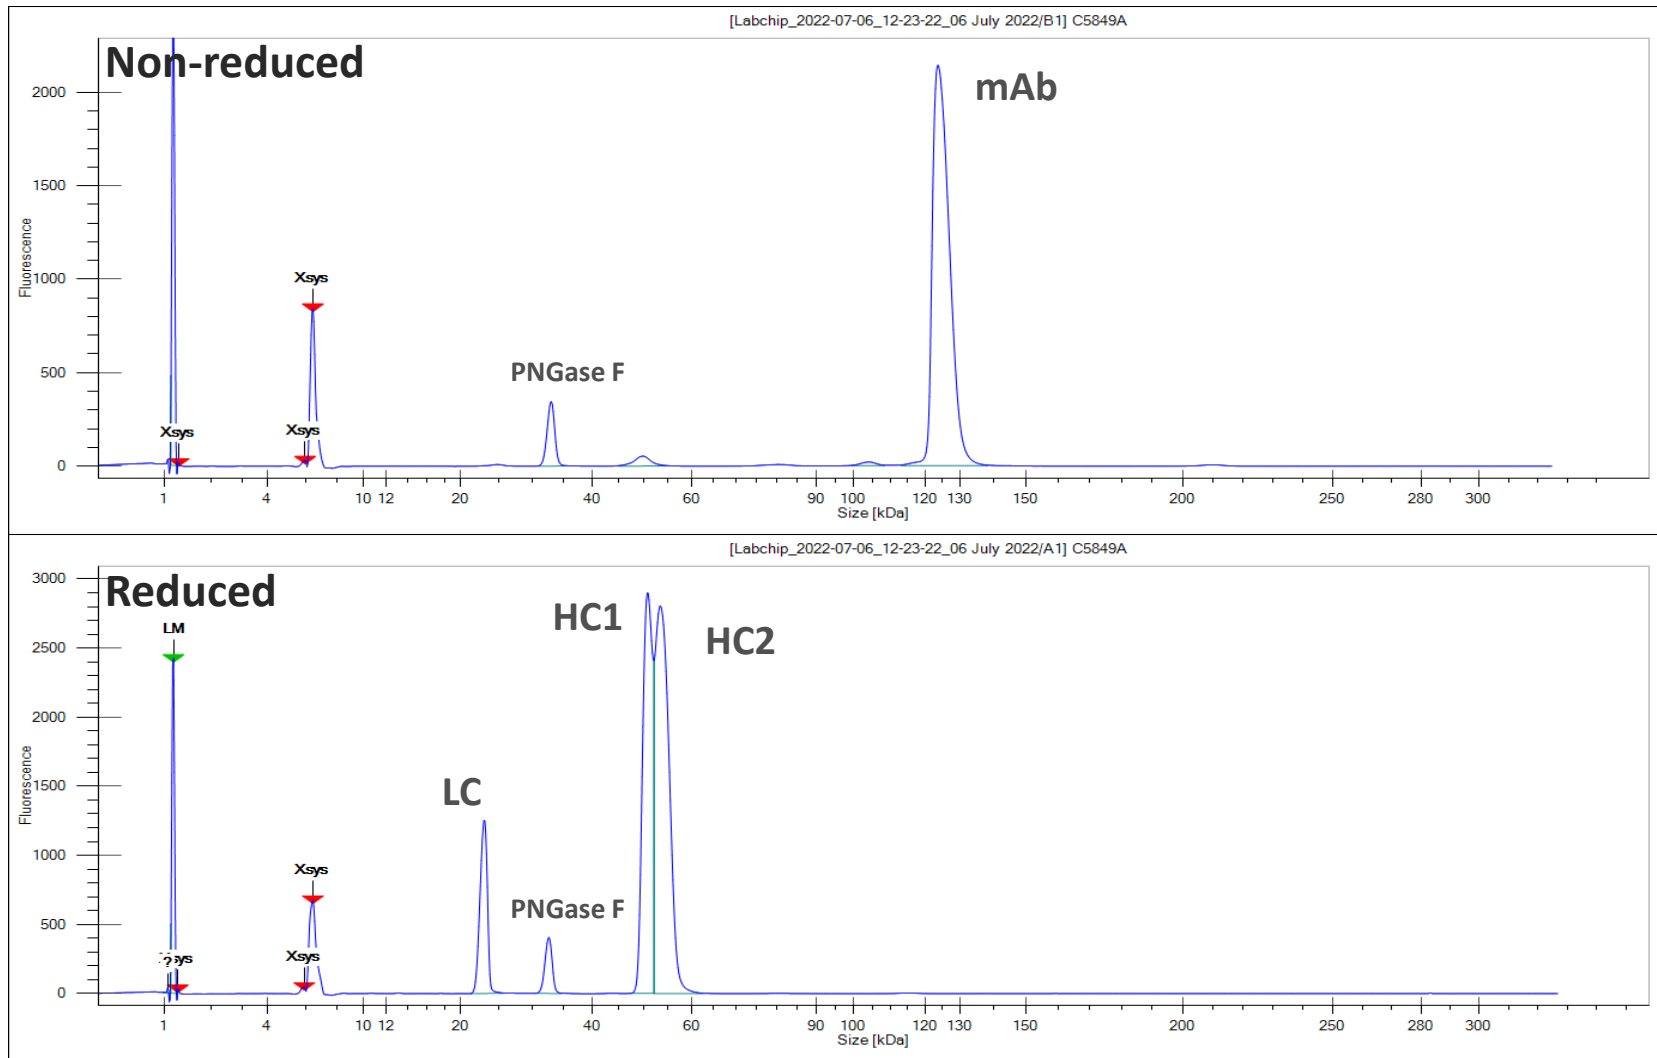 [Labchip_2022-07-06_12-23-22_06 July 2022/B1] C5849A
Non-reduced
mAb
2000
1500
1000
500
0
Fluorescence
Xsys
Xsys
Xsys
PNGase F
1 4 10 12 20 40 60 90 100 120 130 150 200 250 280 300
Size [kDa]
[Labchip_2022-07-06_12-23-22_06 July 2022/A1] C5849A
Reduced
3000
2500
2000
1500
1000
500
0
Fluorescence
LM
HC1
HC2
LC
Xsys
PNGase F
?
Xsys
1 4 10 12 20 40 60 90 100 120 130 150 200 250 280 300
Size [kDa]